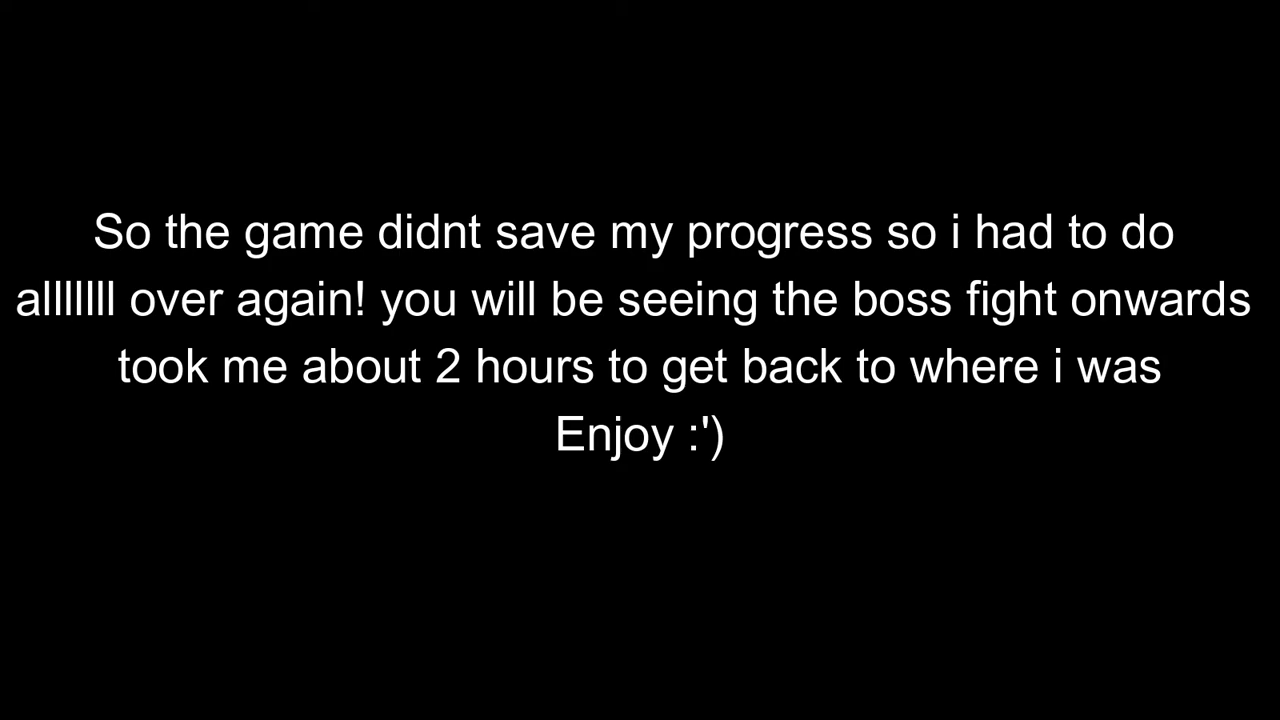 So the game didnt save my progress so i had to do
alllllll over again! you will be seeing the boss fight onwards
took me about 2 hours to get back to where i was
Enjoy :')